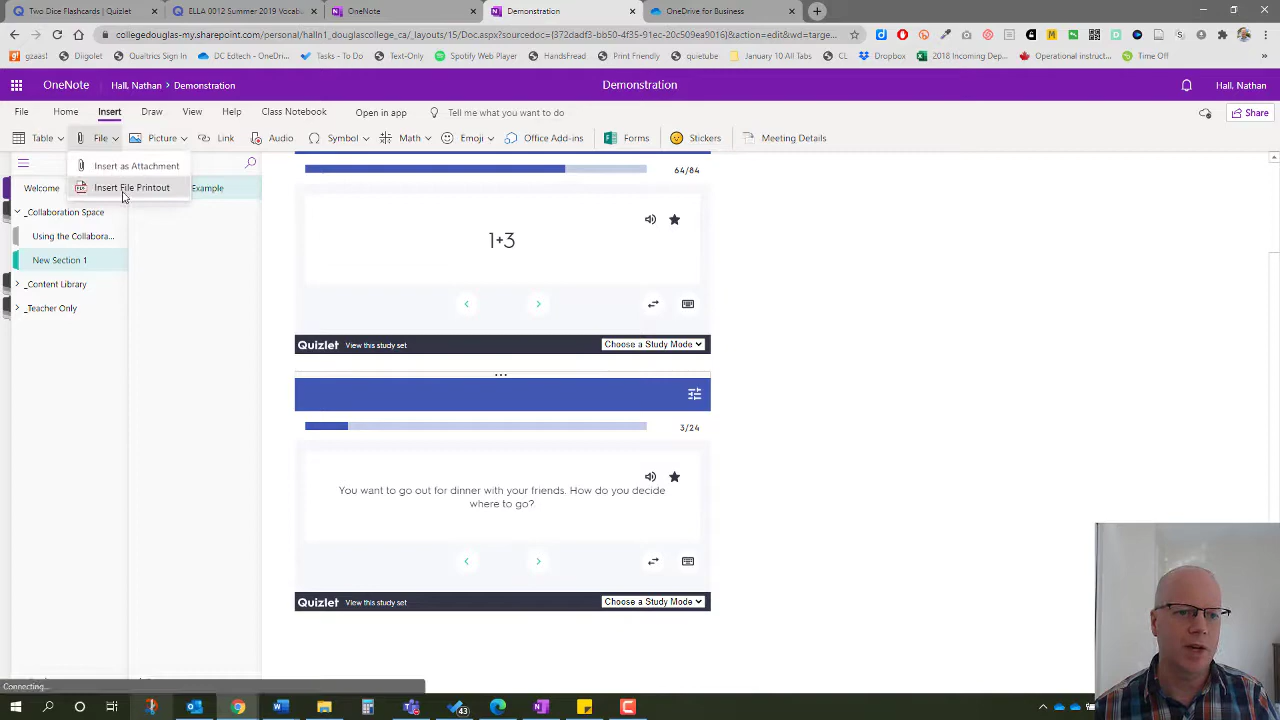 Two Dice Flashcards | Quizlet
ELLA 0012 Summer 2019 Vocabu
OneNote
Demonstration
OneDrive for Business
collegedouglas-my.sharepoint.com/personal/halln1_douglascollege_ca/_layouts/15/Doc.aspx?sourcedoc={372dadf3-bb50-4f35-91ec-20c509ea9016}&action=edit&wd=targe...
gaasl
Diigolet
Qualtrics Sign In
DC Edtech - OneDri...
Tasks - To Do
Text-Only
Spotify Web Player
HandsFread
Print Friendly
quietube
January 10 All Tabs
CL
Dropbox
2018 Incoming Dep...
Operational instruct...
Time Off
OneNote
Hall, Nathan > Demonstration
Demonstration
Hall, Nathan
File
Home
Insert
Draw
View
Help
Class Notebook
Open in app
Tell me what you want to do
Share
Table
File
Picture
Link
Audio
Symbol
Math
Emoji
Office Add-ins
Forms
Stickers
Meeting Details
Insert as Attachment
Insert File Printout
Welcome
Example
_Collaboration Space
Using the Collabora...
New Section 1
_Content Library
_Teacher Only
64/84
1+3
Quizlet
View this study set
Choose a Study Mode
...
3/24
You want to go out for dinner with your friends. How do you decide
where to go?
Quizlet
View this study set
Choose a Study Mode
Connecting...
43